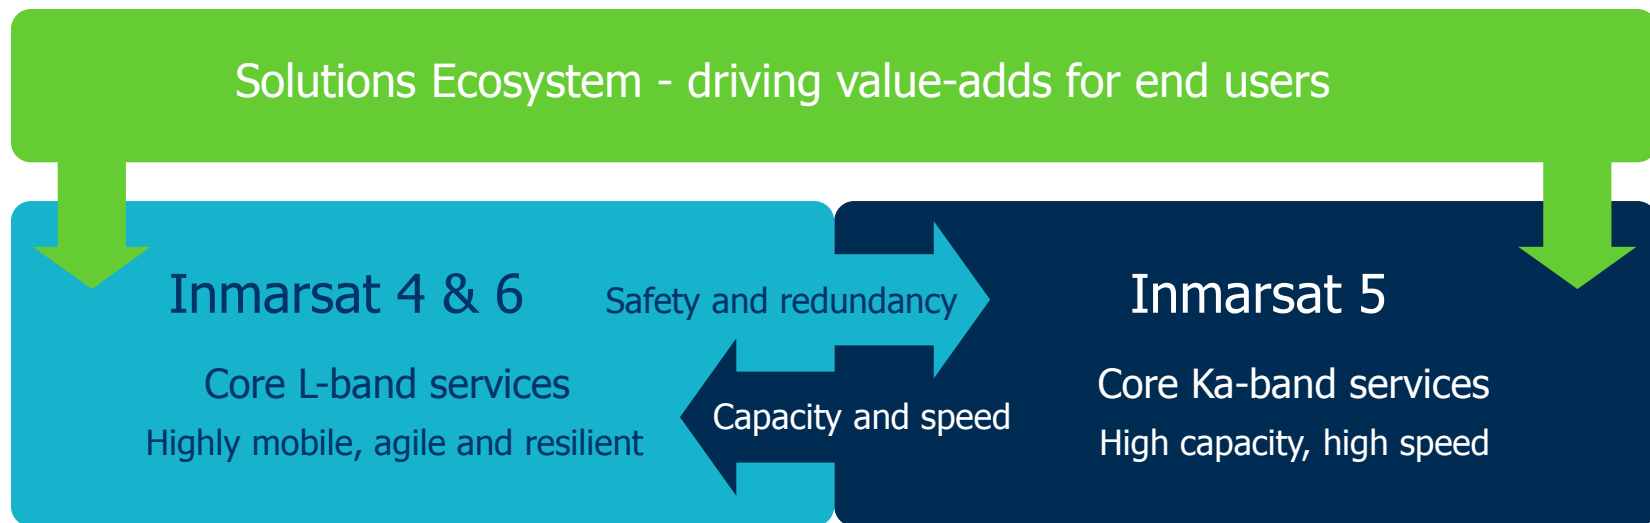 Solutions Ecosystem - driving value-adds for end users
Inmarsat 4 & 6
Safety and redundancy
Inmarsat 5
Core L-band services
Highly mobile, agile and resilient
Capacity and speed
Core Ka-band services
High capacity, high speed